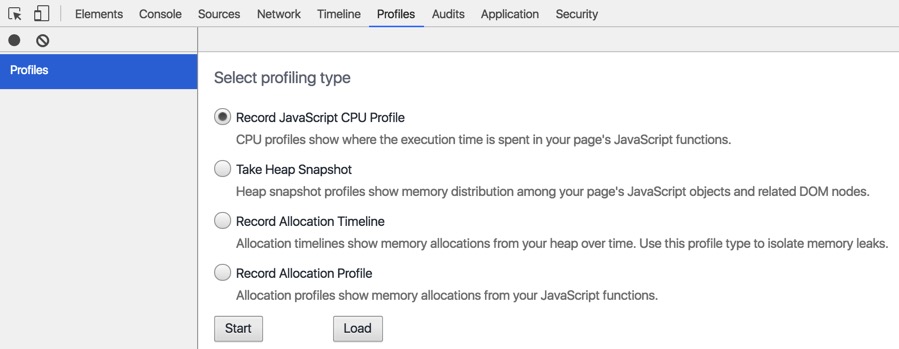 Elements Console Sources Network Timeline Profiles Audits Application Security
Profiles
Select profiling type
Record JavaScript CPU Profile
CPU profiles show where the execution time is spent in your page's JavaScript functions.
Take Heap Snapshot
Heap snapshot profiles show memory distribution among your page's JavaScript objects and related DOM nodes.
Record Allocation Timeline
Allocation timelines show memory allocations from your heap over time. Use this profile type to isolate memory leaks.
Record Allocation Profile
Allocation profiles show memory allocations from your JavaScript functions.
Start Load